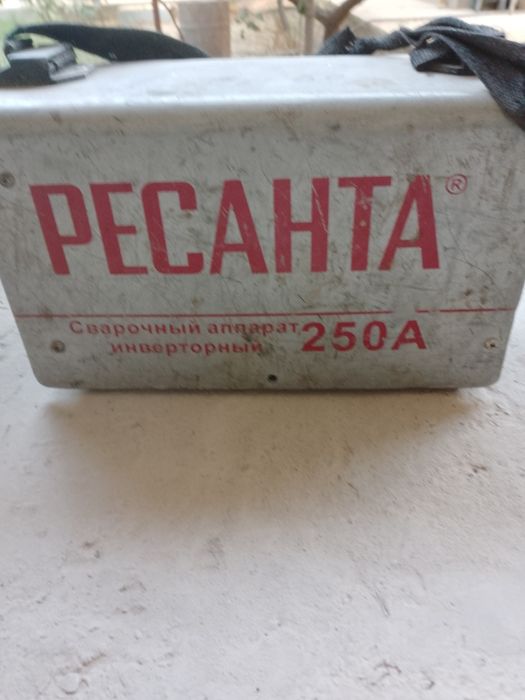 РЕСАНТА®
Сварочный аппарат
инверторный 250А